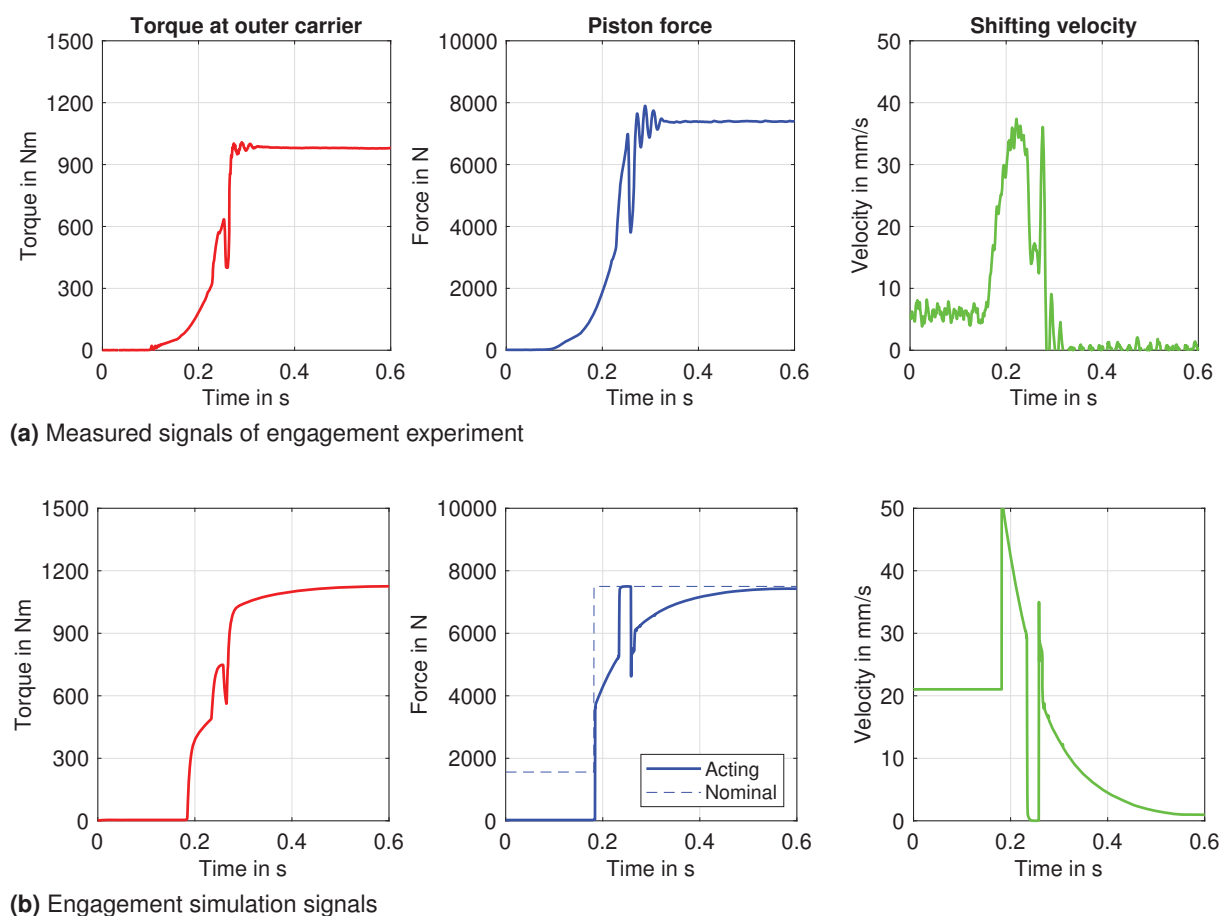 Torque at outer carrier
1500
1200
900
600
300
0
Torque in Nm
0 0.2 0.4 0.6
Time in s
Piston force
10000
8000
6000
4000
2000
0
Force in N
0 0.2 0.4 0.6
Time in s
Shifting velocity
50
40
30
20
10
0
Velocity in mm/s
0 0.2 0.4 0.6
Time in s
(a) Measured signals of engagement experiment
1500
1200
900
600
300
0
Torque in Nm
0 0.2 0.4 0.6
Time in s
10000
8000
6000
4000
2000
0
Force in N
Acting
Nominal
0 0.2 0.4 0.6
Time in s
50
40
30
20
10
0
Velocity in mm/s
0 0.2 0.4 0.6
Time in s
(b) Engagement simulation signals